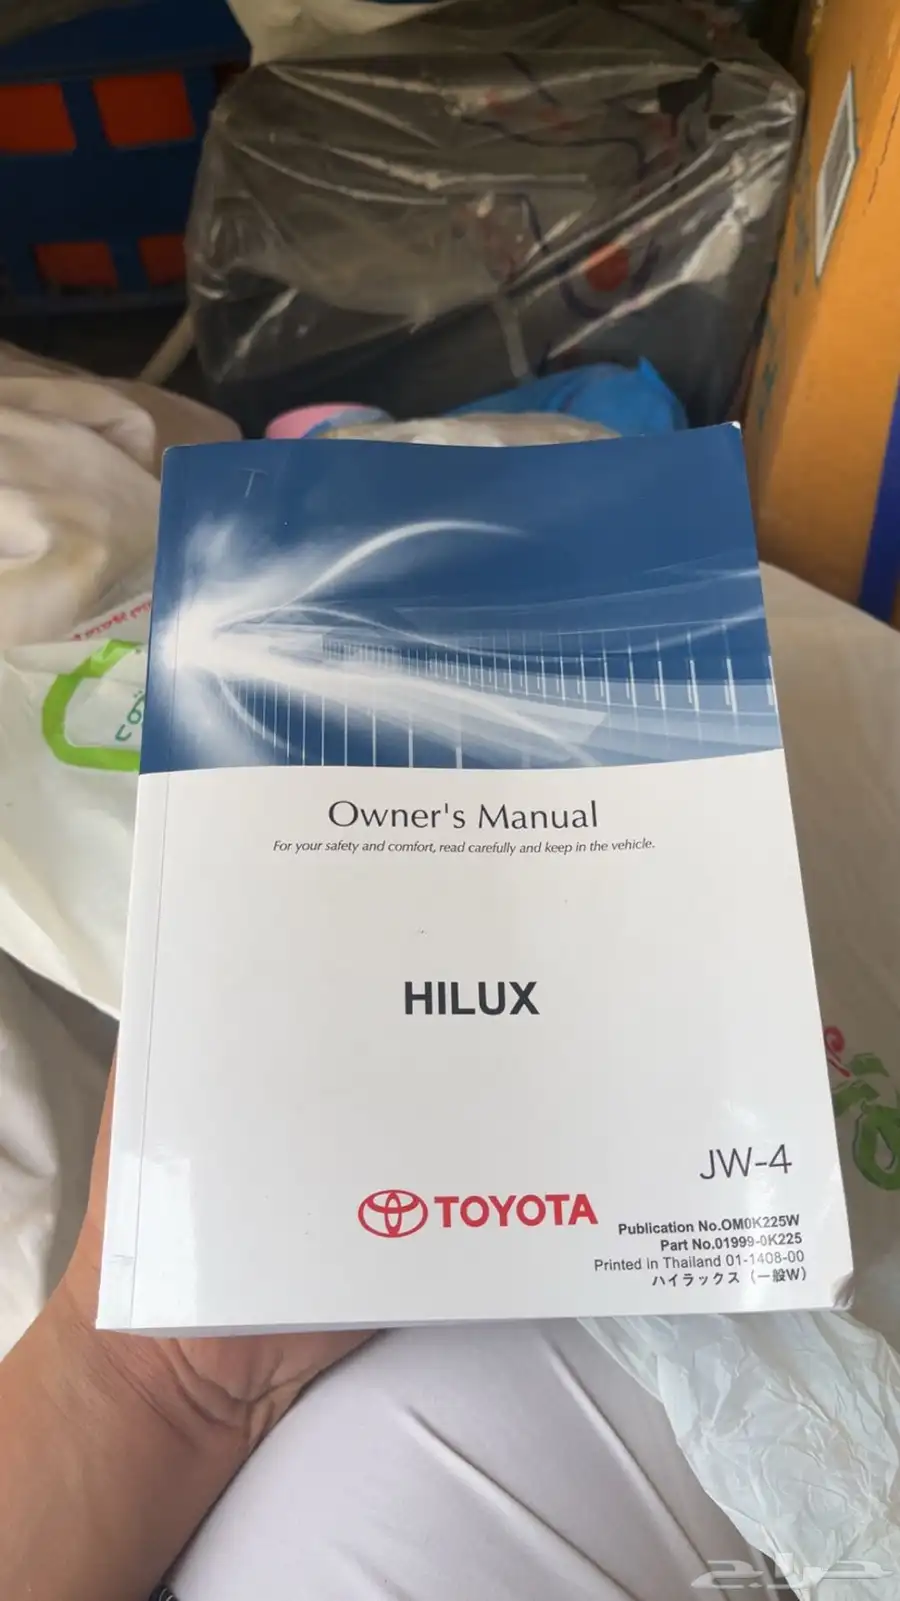 Owner's Manual
For your safety and comfort, read carefully and keep in the vehicle.
HILUX
JW-4
TOYOTA
Publication No.OM0K225W
Part No.01999-0K225
Printed in Thailand 01-1408-00
ハイラックス（一般W）
حراج